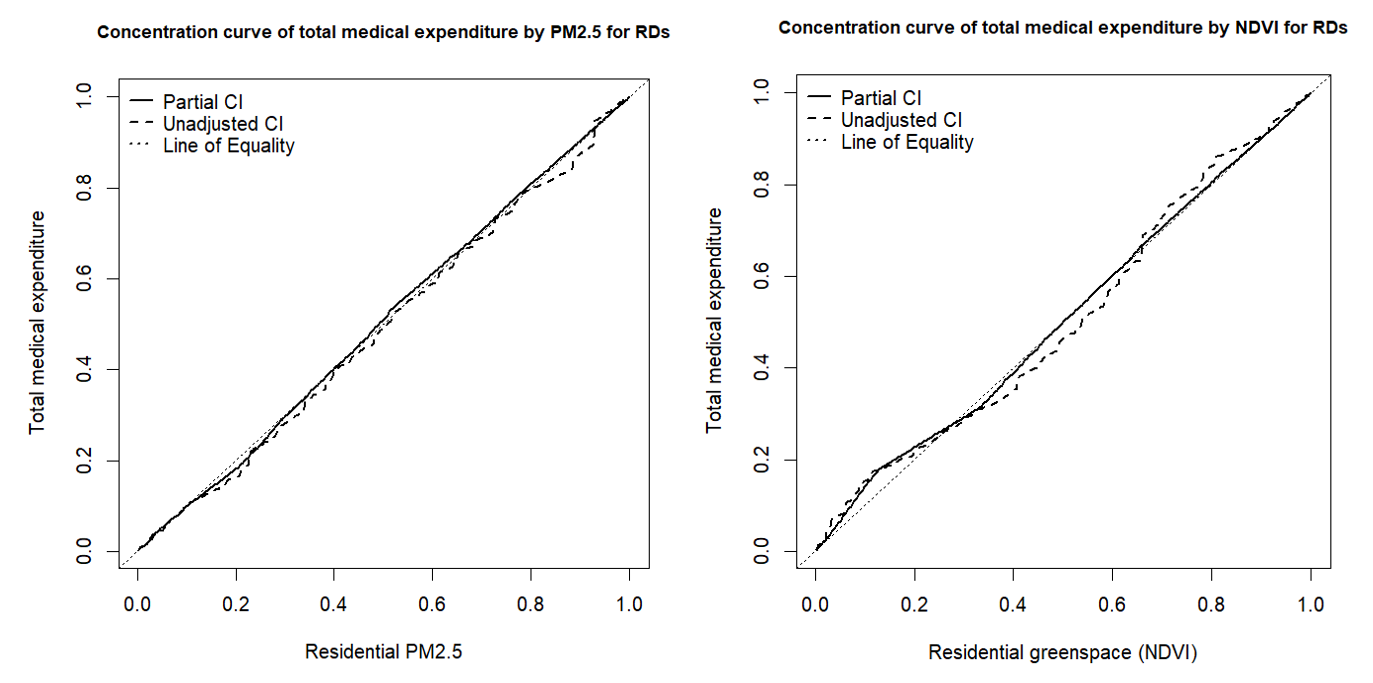 Concentration curve of total medical expenditure by PM2.5 for RDs
Partial CI
Unadjusted CI
Line of Equality
1.0
0.8
0.6
0.4
0.2
0.0
Total medical expenditure
0.0 0.2 0.4 0.6 0.8 1.0
Residential PM2.5
Concentration curve of total medical expenditure by NDVI for RDs
Partial CI
Unadjusted CI
Line of Equality
1.0
0.8
0.6
0.4
0.2
0.0
Total medical expenditure
0.0 0.2 0.4 0.6 0.8 1.0
Residential greenspace (NDVI)